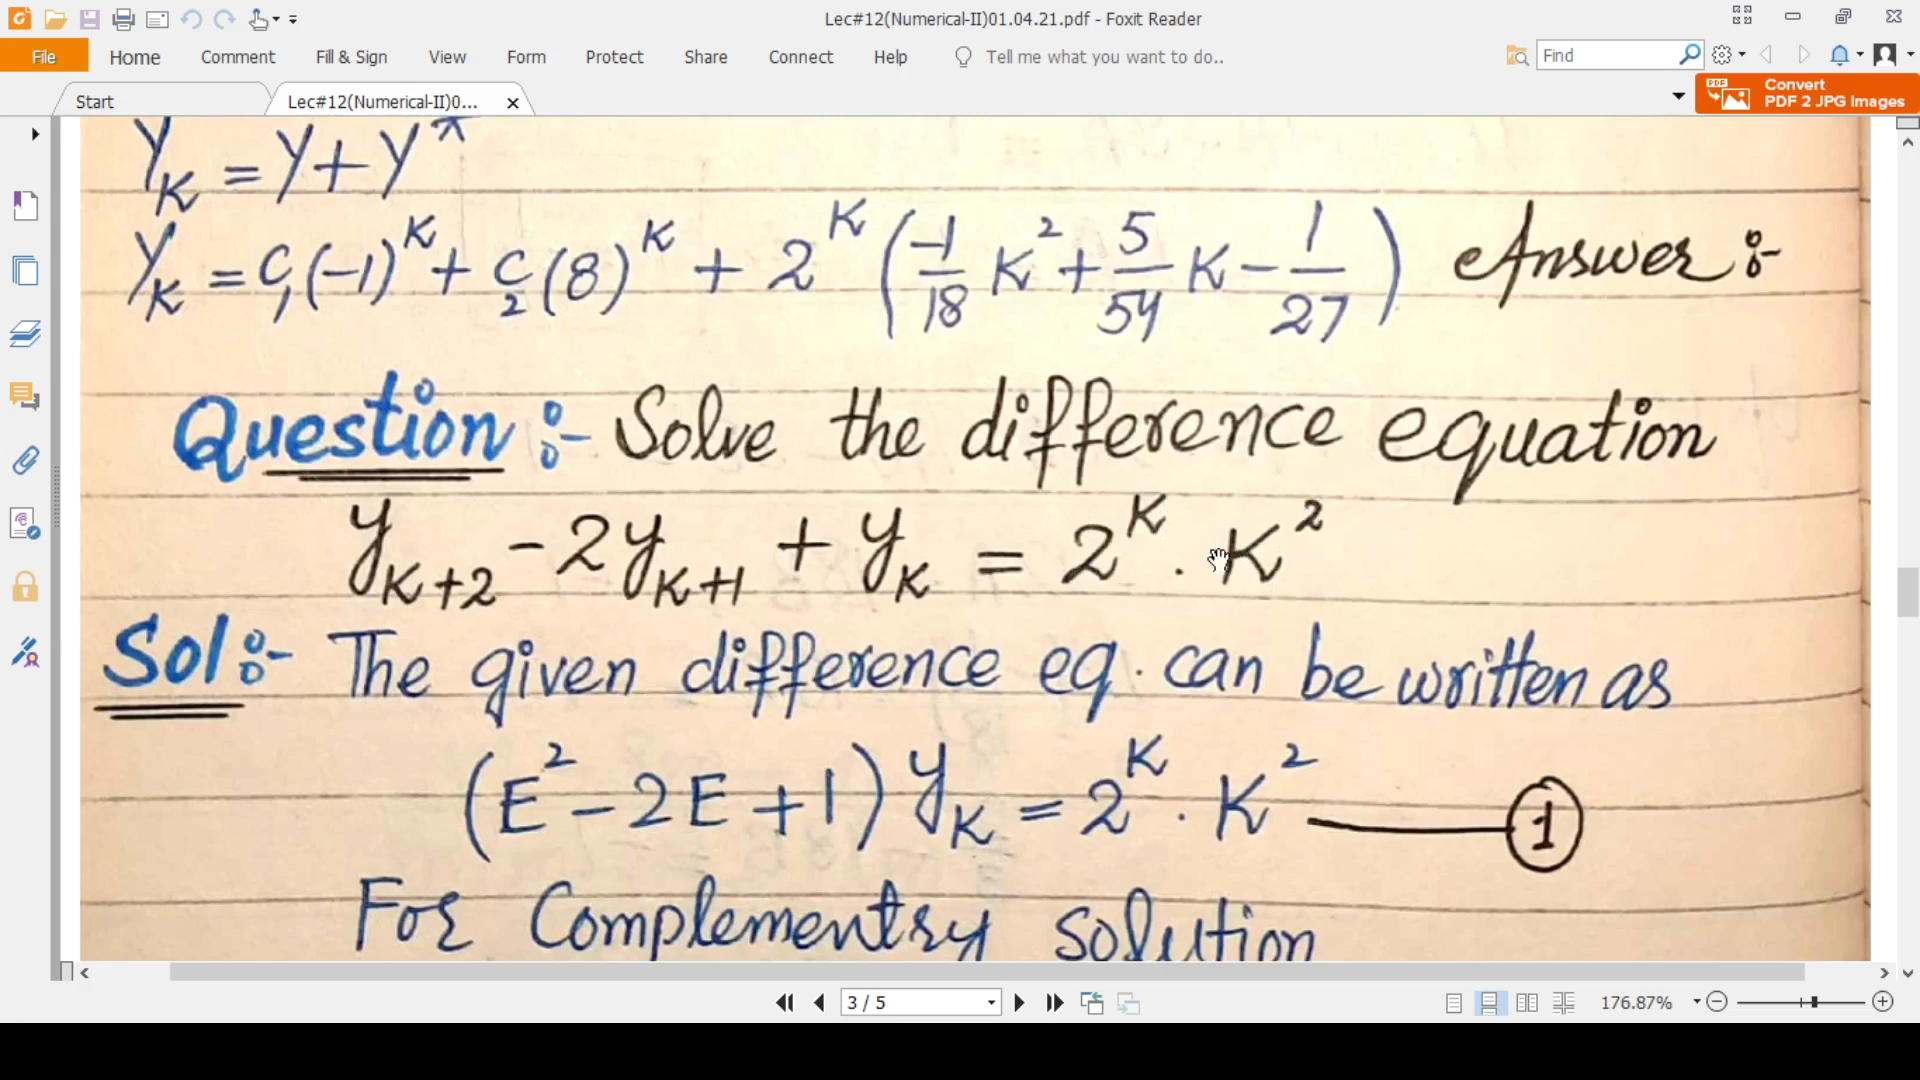 Lec#12(Numerical-II)01.04.21.pdf - Foxit Reader
File Home Comment Fill & Sign View Form Protect Share Connect Help Tell me what you want to do.. Find
Start Lec#12(Numerical-II)0...
Convert
PDF 2 JPG Images
Y_K = Y + Y^π
Y_K = C_1(-1)^K + C_2(8)^K + 2^K (-1/18 K^2 + 5/54 K - 1/27) Answer:-
Question:- Solve the difference equation
y_{K+2} - 2y_{K+1} + y_K = 2^K . K^2
Sol:- The given difference eq. can be written as
(E^2 - 2E + 1) y_K = 2^K . K^2 ——— 1
For Complementry solution
3 / 5
176.87%